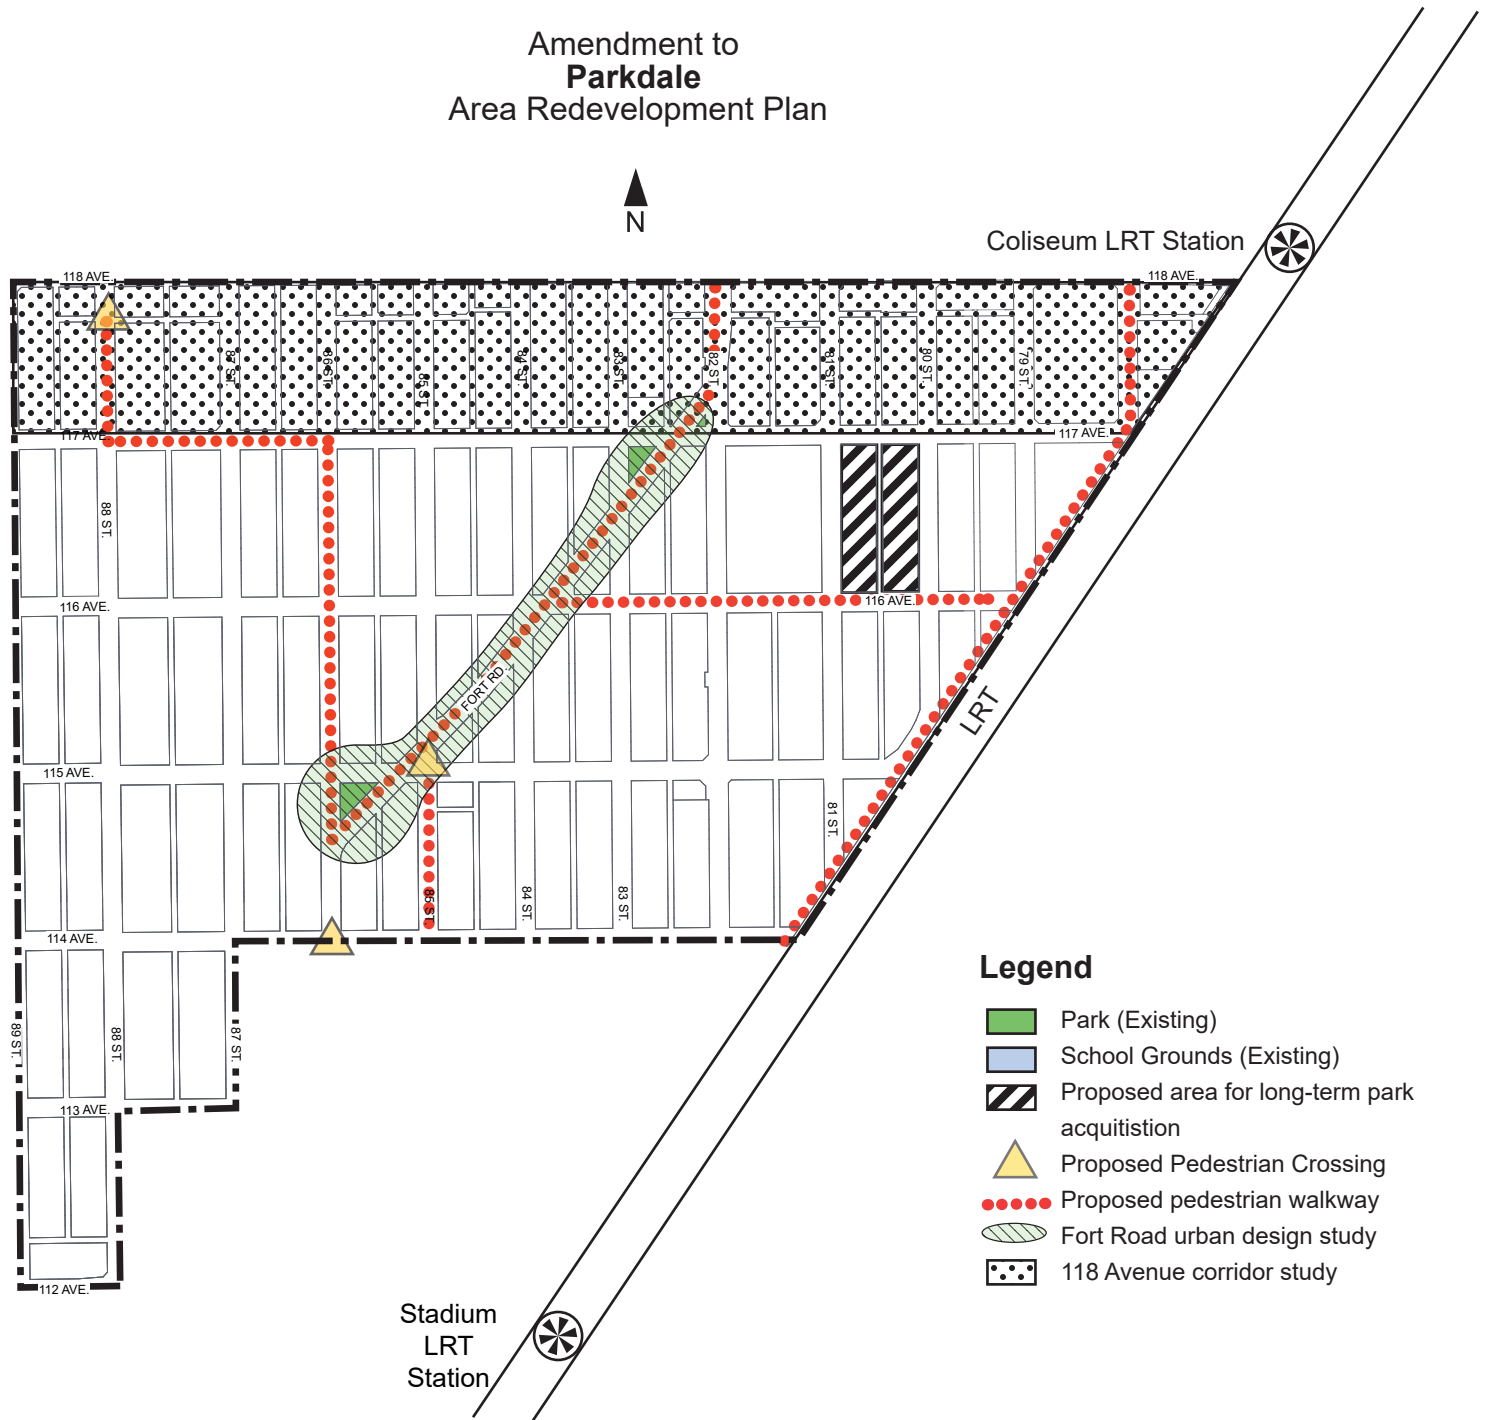 Amendment to
Parkdale
Area Redevelopment Plan
N
Coliseum LRT Station
118 AVE.
118 AVE.
87 ST.
86 ST.
85 ST.
84 ST.
83 ST.
82 ST.
81 ST.
80 ST.
79 ST.
117 AVE.
117 AVE.
88 ST.
116 AVE.
116 AVE.
FORT RD.
LRT
115 AVE.
81 ST.
85 ST.
84 ST.
83 ST.
114 AVE.
89 ST.
88 ST.
87 ST.
113 AVE.
112 AVE.
Legend
Park (Existing)
School Grounds (Existing)
Proposed area for long-term park
acquitistion
Proposed Pedestrian Crossing
Proposed pedestrian walkway
Fort Road urban design study
118 Avenue corridor study
Stadium
LRT
Station